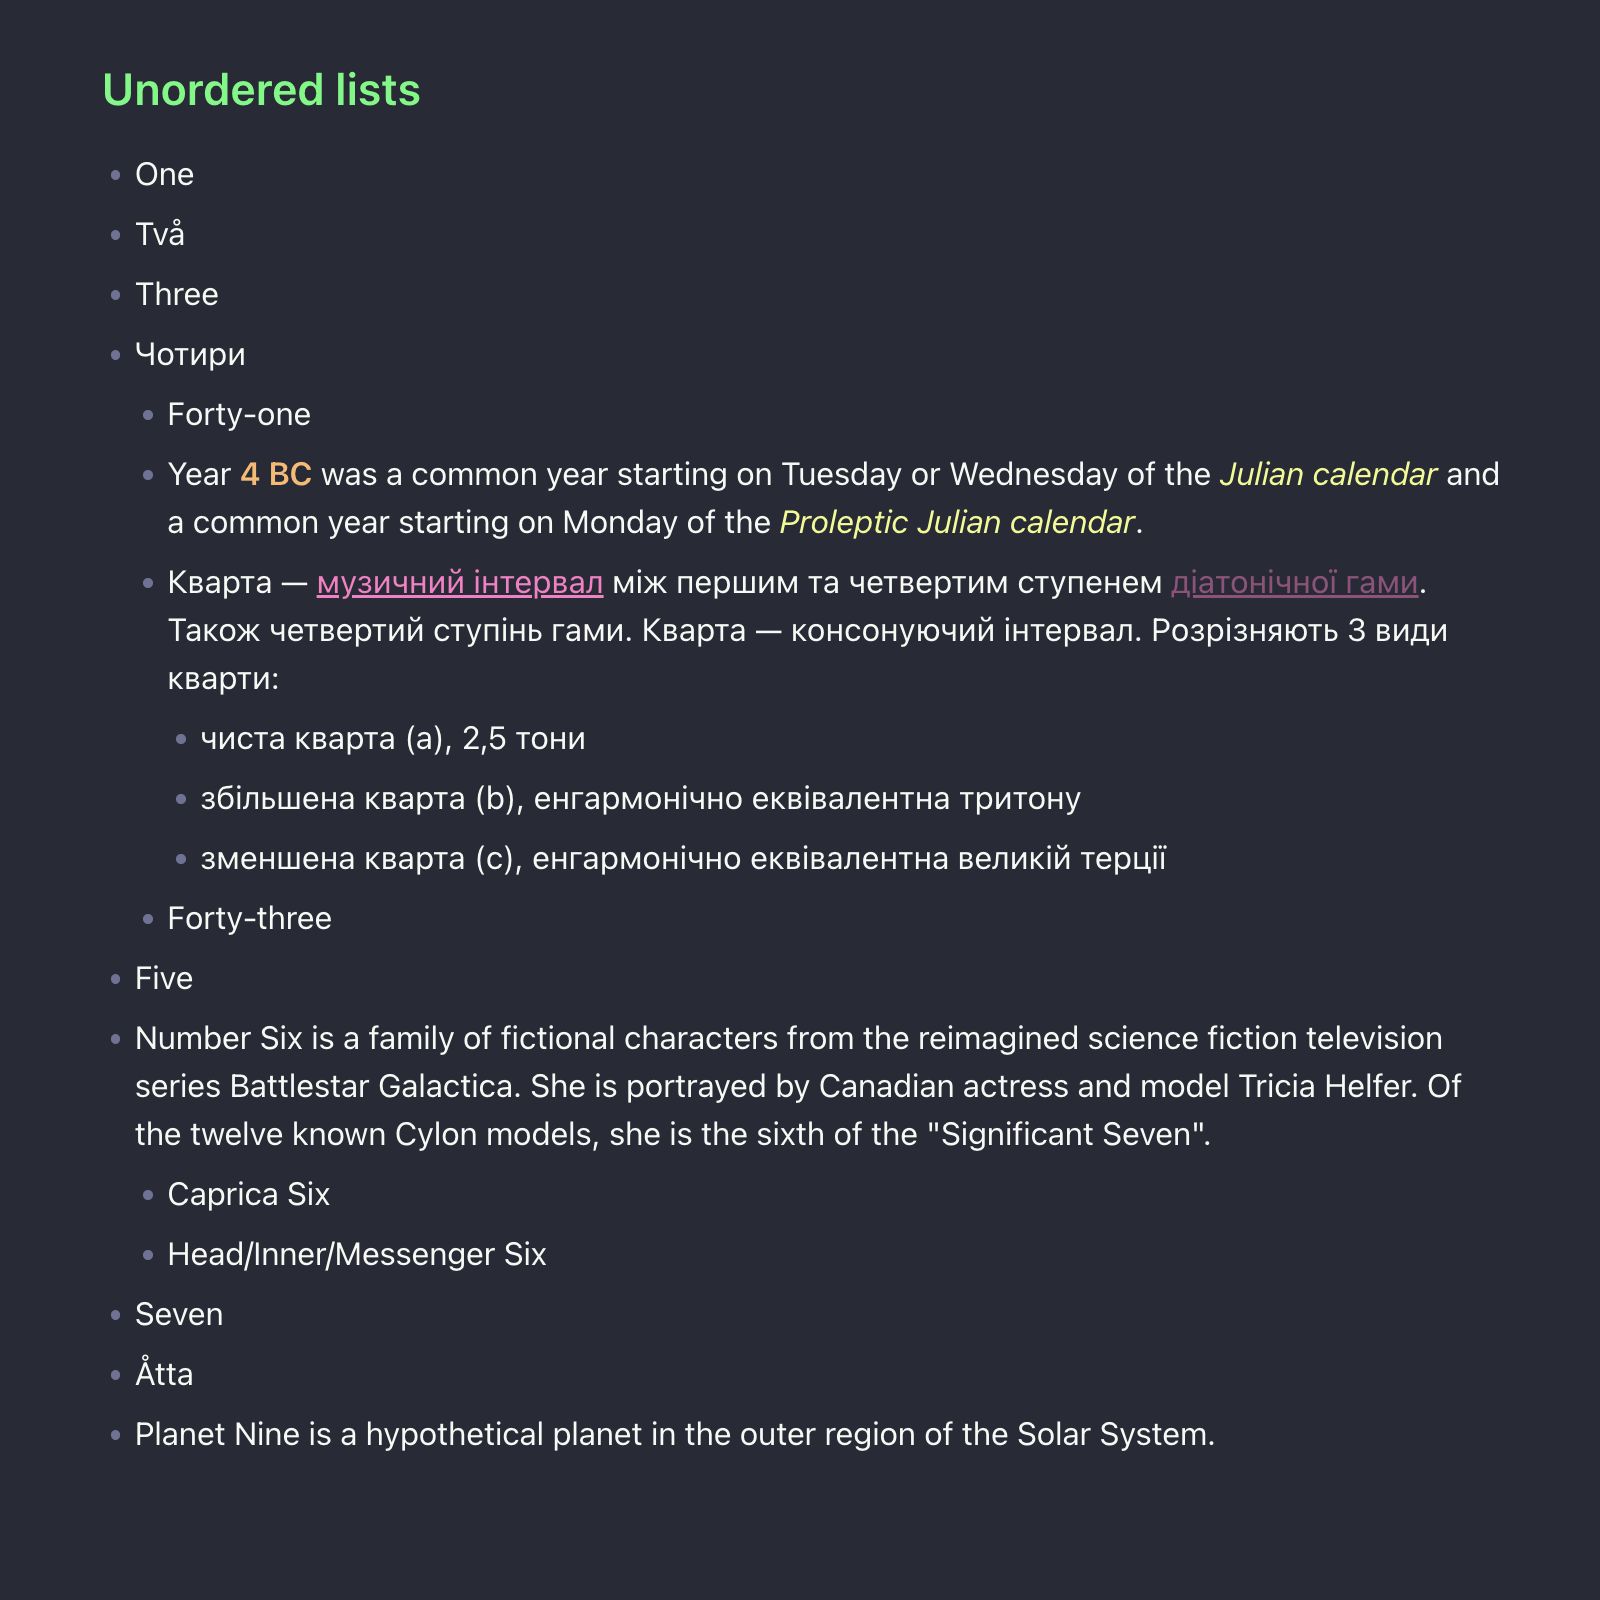 Unordered lists
One
Två
Three
Чотири
Forty-one
Year 4 BC was a common year starting on Tuesday or Wednesday of the Julian calendar and
a common year starting on Monday of the Proleptic Julian calendar.
Кварта — музичний інтервал між першим та четвертим ступенем діатонічної гами.
Також четвертий ступінь гами. Кварта — консонуючий інтервал. Розрізняють 3 види
кварти:
чиста кварта (a), 2,5 тони
збільшена кварта (b), енгармонічно еквівалентна тритону
зменшена кварта (c), енгармонічно еквівалентна великій терції
Forty-three
Five
Number Six is a family of fictional characters from the reimagined science fiction television
series Battlestar Galactica. She is portrayed by Canadian actress and model Tricia Helfer. Of
the twelve known Cylon models, she is the sixth of the "Significant Seven".
Caprica Six
Head/Inner/Messenger Six
Seven
Åtta
Planet Nine is a hypothetical planet in the outer region of the Solar System.